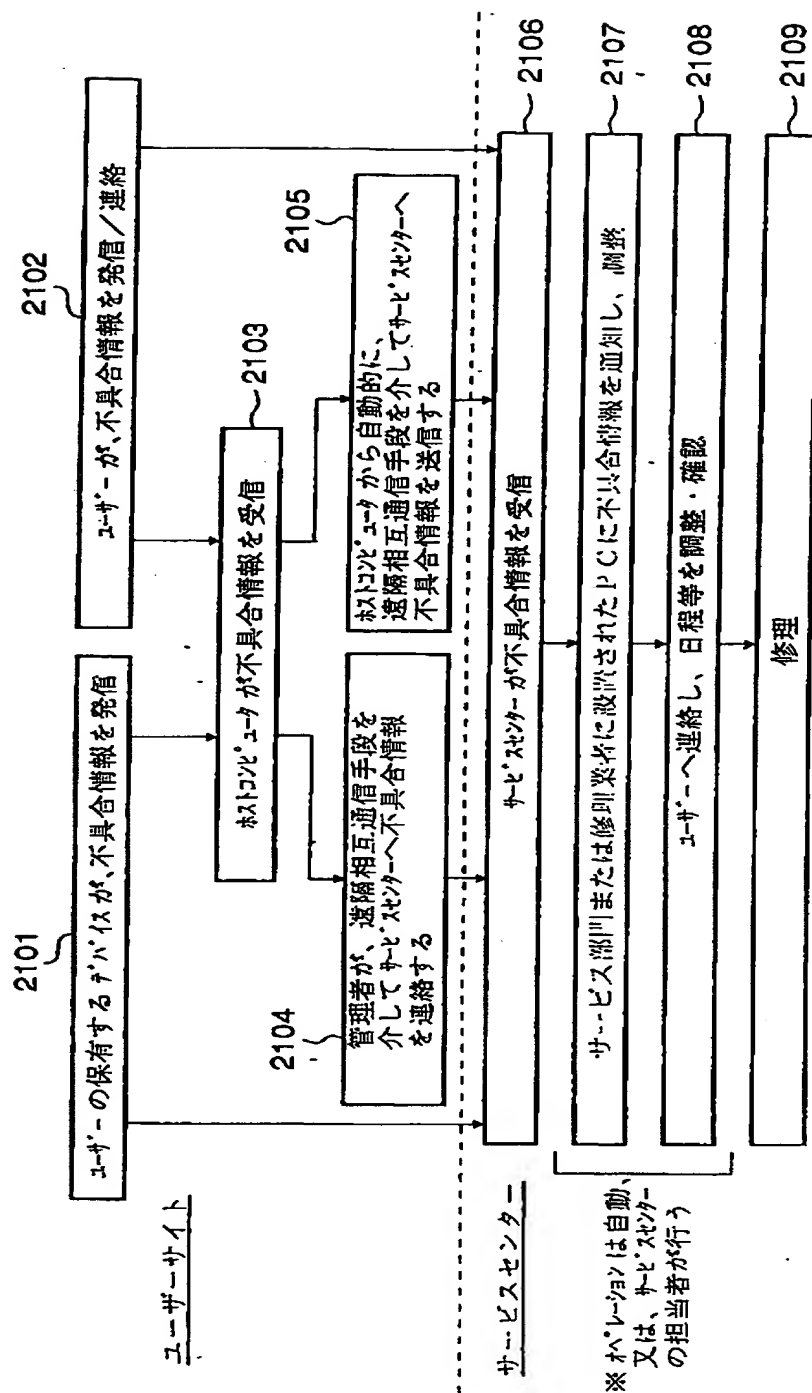 ユーザーサイト
2101
ユーザーの保有するデバイスが、不具合情報を発信
2102
ユーザーが、不具合情報を発信／連絡
2103
ホストコンピュータが不具合情報を受信
2104
管理者が、遠隔相互通信手段を
介してサービスセンターへ不具合情報
を連絡する
2105
ホストコンピュータから自動的に、
遠隔相互通信手段を介してサービスセンターへ
不具合情報を送信する
サービスセンター
サービスセンターが不具合情報を受信
2106
※オペレーションは自動、
又は、サービスセンター
の担当者が行う
サービス部門または修理業者に設置されたPCに不具合情報を通知し、調整
2107
ユーザーへ連絡し、日程等を調整・確認
2108
修理
2109